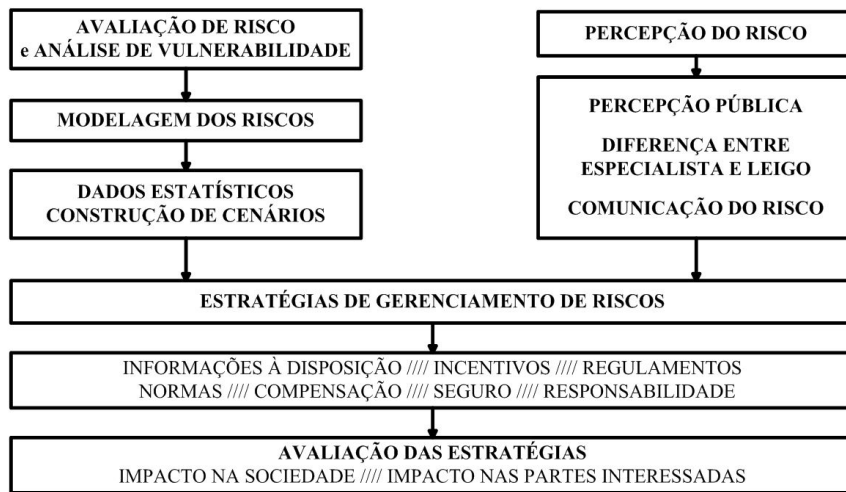 AVALIAÇÃO DE RISCO
e ANÁLISE DE VULNERABILIDADE
MODELAGEM DOS RISCOS
DADOS ESTATÍSTICOS
CONSTRUÇÃO DE CENÁRIOS
PERCEPÇÃO DO RISCO
PERCEPÇÃO PÚBLICA
DIFERENÇA ENTRE
ESPECIALISTA E LEIGO
COMUNICAÇÃO DO RISCO
ESTRATÉGIAS DE GERENCIAMENTO DE RISCOS
INFORMAÇÕES À DISPOSIÇÃO //// INCENTIVOS //// REGULAMENTOS
NORMAS //// COMPENSAÇÃO //// SEGURO //// RESPONSABILIDADE
AVALIAÇÃO DAS ESTRATÉGIAS
IMPACTO NA SOCIEDADE //// IMPACTO NAS PARTES INTERESSADAS